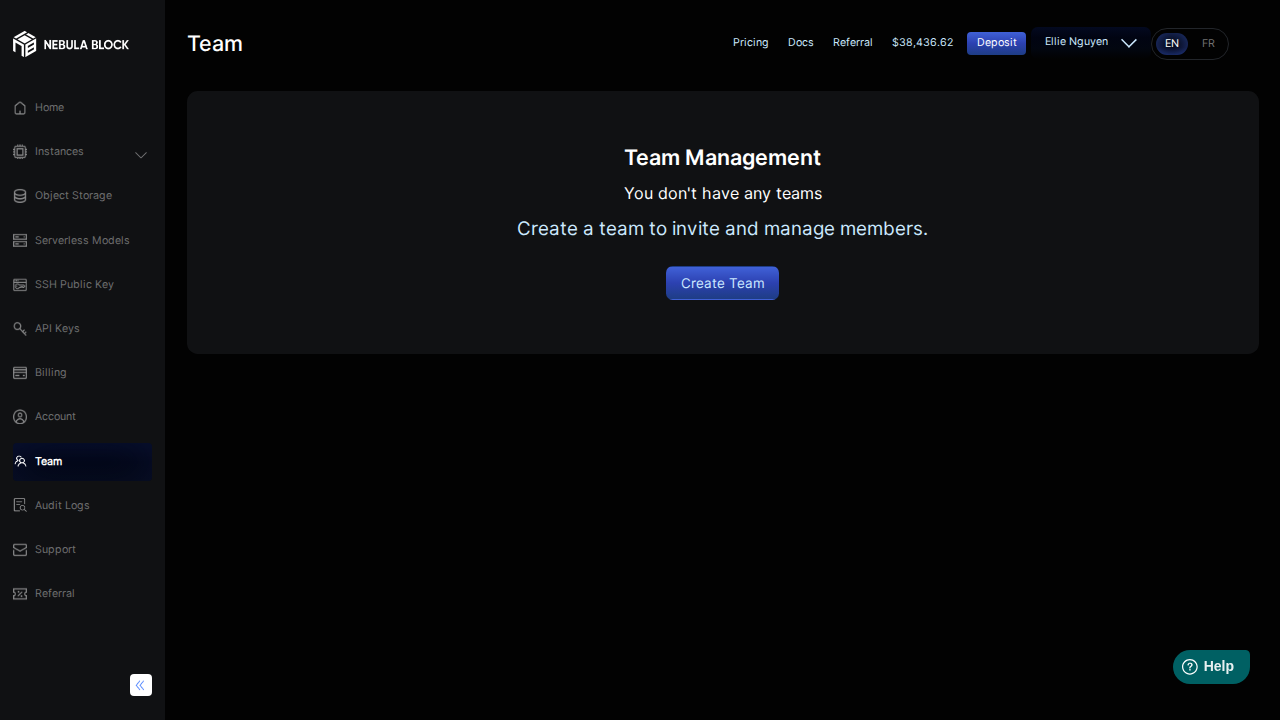 NEBULA BLOCK
Home
Instances
Object Storage
Serverless Models
SSH Public Key
API Keys
Billing
Account
Team
Audit Logs
Support
Referral
Team
Pricing
Docs
Referral
$38,436.62
Deposit
Ellie Nguyen
EN
FR
Team Management
You don't have any teams
Create a team to invite and manage members.
Create Team
Help